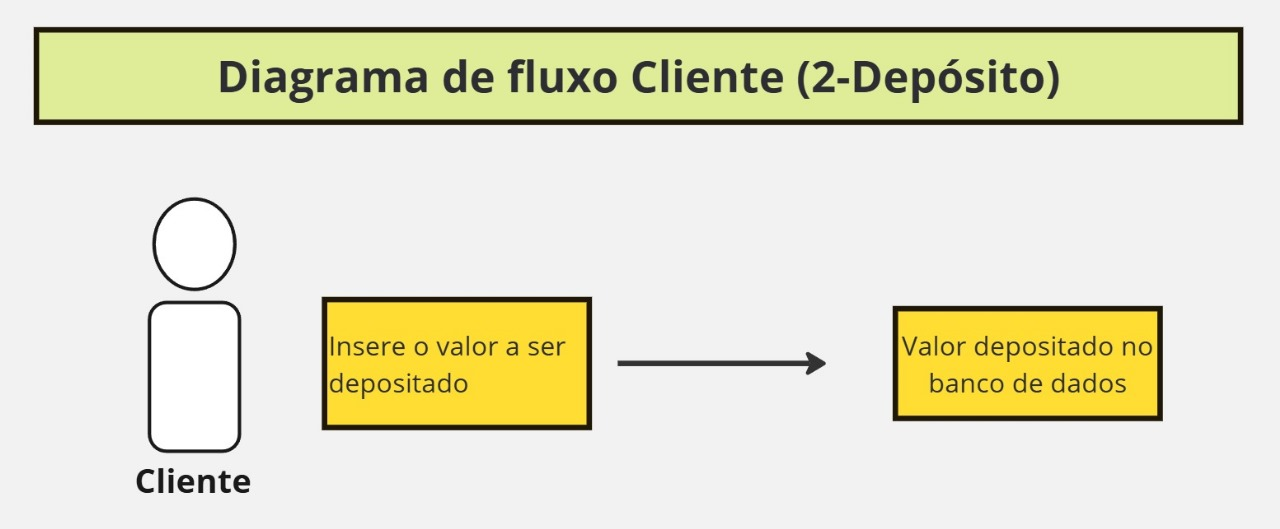 Diagrama de fluxo Cliente (2-Depósito)
Insere o valor a ser
depositado
Valor depositado no
banco de dados
Cliente